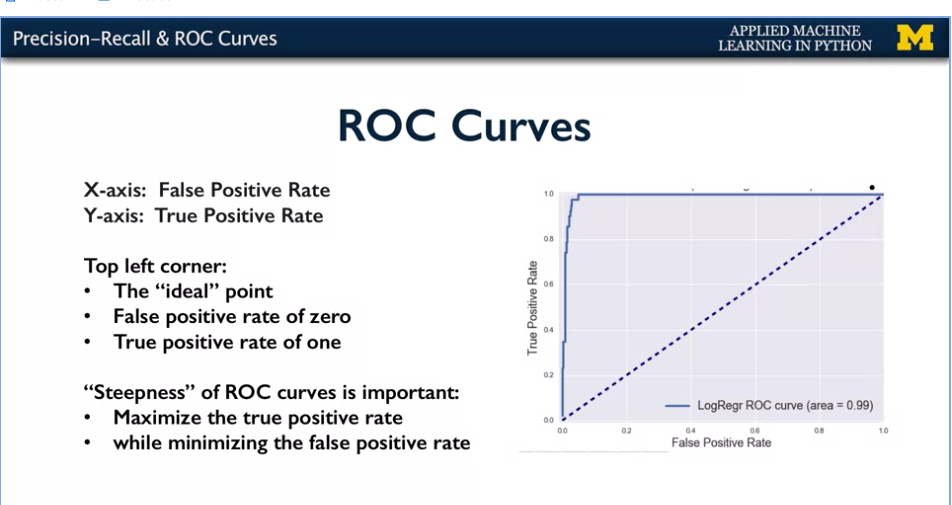 Precision–Recall & ROC Curves
APPLIED MACHINE
LEARNING IN PYTHON
M
ROC Curves
X-axis: False Positive Rate
Y-axis: True Positive Rate
Top left corner:
• The “ideal” point
• False positive rate of zero
• True positive rate of one
“Steepness” of ROC curves is important:
• Maximize the true positive rate
• while minimizing the false positive rate
1.0
0.8
0.6
0.4
0.2
0.0
True Positive Rate
LogRegr ROC curve (area = 0.99)
0.0 0.2 0.4 0.6 0.8 1.0
False Positive Rate